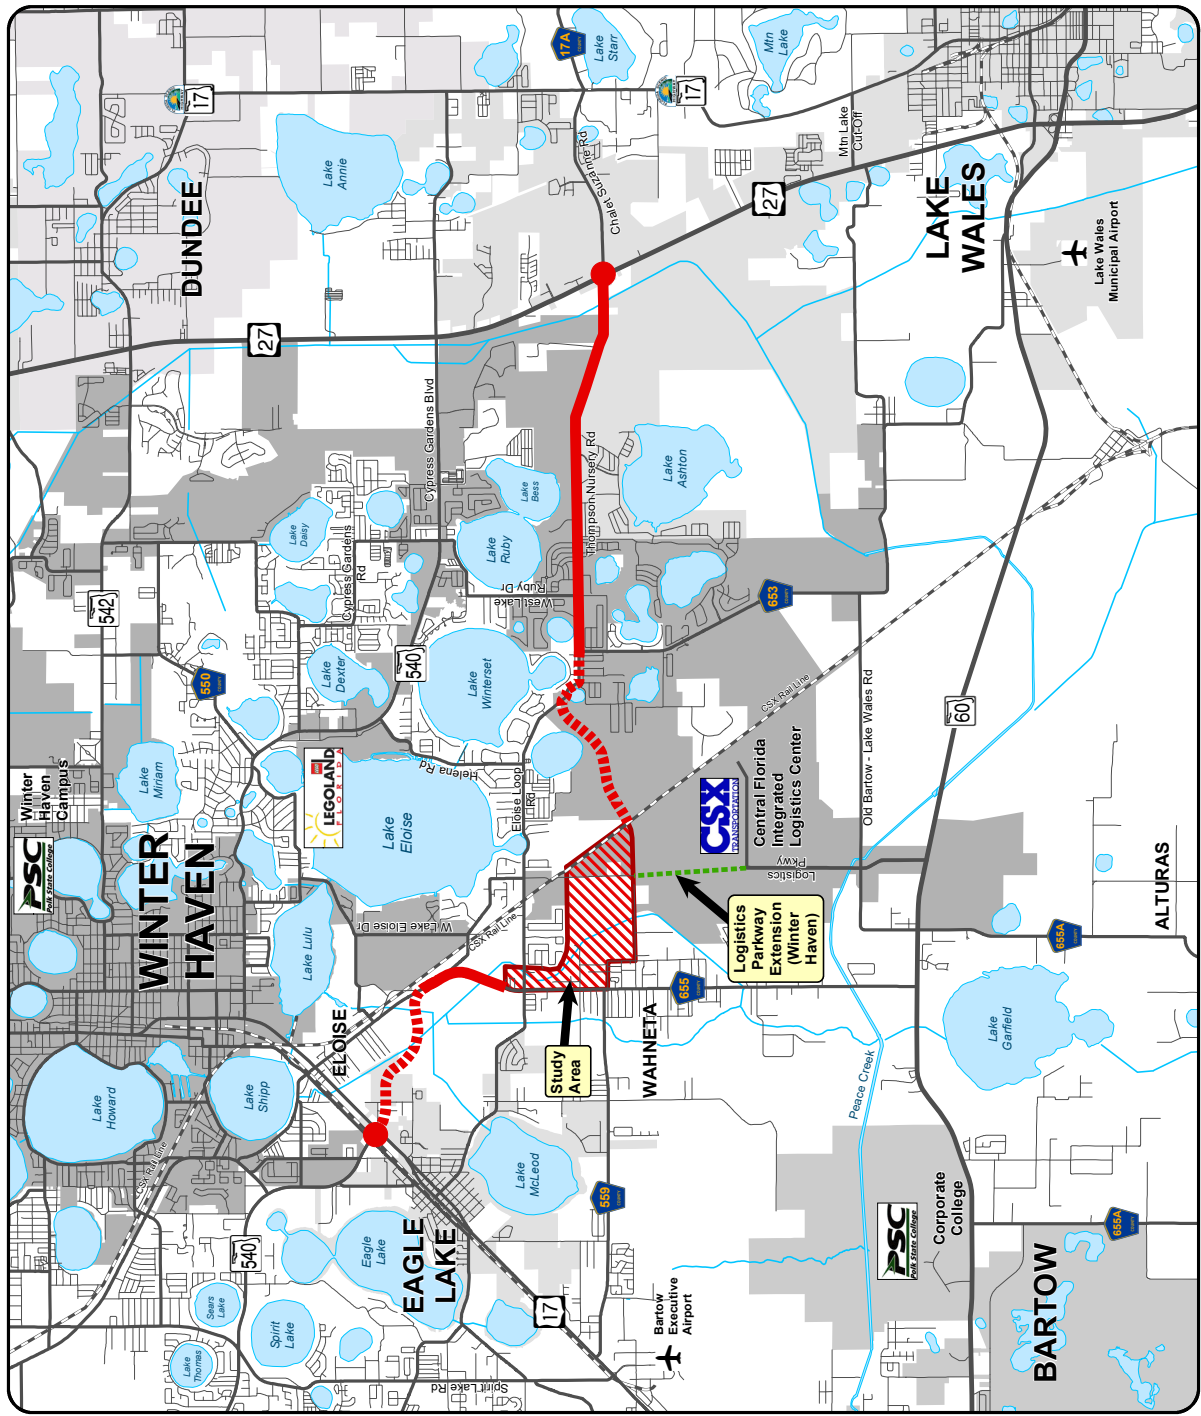 Lake
Thomas
Sears
Lake
Spirit
Lake
540
Eagle
Lake
EAGLE
LAKE
17
Spirit Lake Rd
CSX Rail Line
Lake
Howard
Lake
Shipp
ELOISE
Lake
McLeod
559
COUNTY
Bartow
Executive
Airport
PSC
Polk State College
Winter
Haven
Campus
WINTER
HAVEN
Lake
Miriam
550
COUNTY
542
Lake Lulu
LEGO
LEGOLAND
FLORIDA
W Lake Eloise Dr
Lake
Eloise
Helena Rd
CSX Rail Line
Eloise Loop
Rd
Lake
Dexter
540
Lake
Daisy
Cypress Gardens
Rd
Cypress Gardens Blvd
Lake
Winterset
West Lake
Ruby Dr
Lake
Ruby
Lake
Bess
Thompson Nursery Rd
Lake
Ashton
DUNDEE
17
27
Lake
Annie
17A
COUNTY
Lake
Starr
Chalet Suzanne Rd
17
Mtn
Lake
27
Mtn Lake
Cut-Off
Study
Area
WAHNETA
655
COUNTY
Logistics
Parkway
Extension
(Winter
Haven)
CSX
TRANSPORTATION
Central Florida
Integrated
Logistics Center
Logistics
Pkwy
CSX Rail Line
653
COUNTY
Old Bartow - Lake Wales Rd
60
LAKE
WALES
Lake Wales
Municipal Airport
Peace Creek
PSC
Polk State College
Corporate
College
Lake
Garfield
BARTOW
655A
COUNTY
655A
COUNTY
ALTURAS